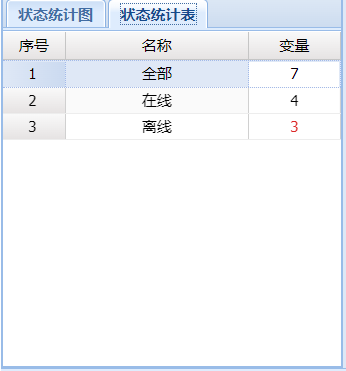 状态统计图 状态统计表
序号 名称 变量
1 全部 7
2 在线 4
3 离线 3